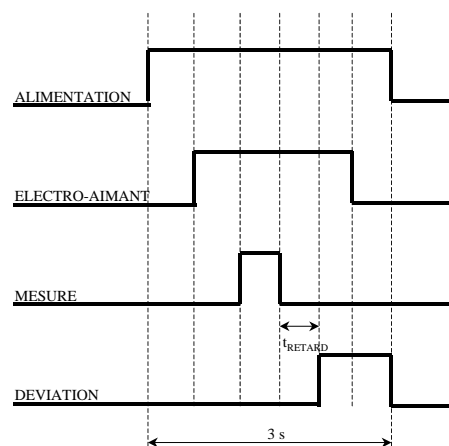 ALIMENTATION
ELECTRO-AIMANT
MESURE
tRETARD
DEVIATION
3 s